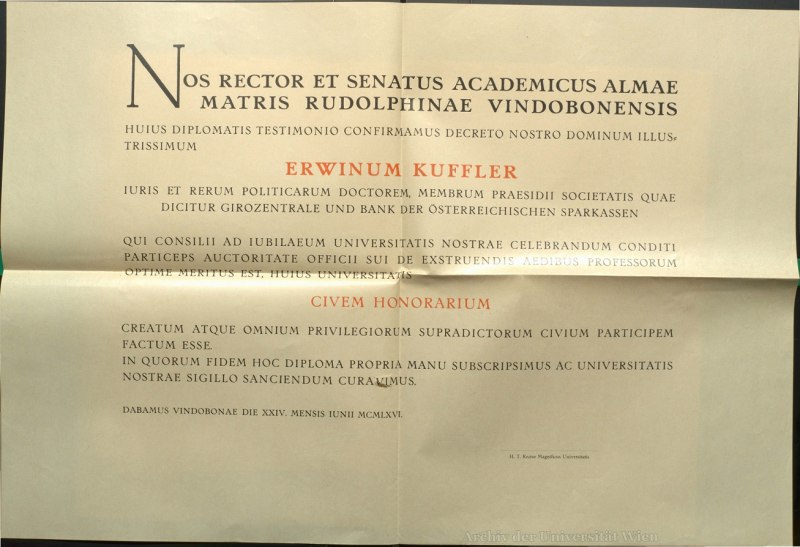 NOS RECTOR ET SENATUS ACADEMICUS ALMAE
MATRIS RUDOLPHINAE VINDOBONENSIS
HUIUS DIPLOMATIS TESTIMONIO CONFIRMAMUS DECRETO NOSTRO DOMINUM ILLUS=
TRISSIMUM
ERWINUM KUFFLER
IURIS ET RERUM POLITICARUM DOCTOREM, MEMBRUM PRAESIDII SOCIETATIS QUAE
DICITUR GIROZENTRALE UND BANK DER ÖSTERREICHISCHEN SPARKASSEN
QUI CONSILII AD IUBILAEUM UNIVERSITATIS NOSTRAE CELEBRANDUM CONDITI
PARTICEPS AUCTORITATE OFFICII SUI DE EXSTRUENDIS AEDIBUS PROFESSORUM
OPTIME MERITUS EST, HUIUS UNIVERSITATIS
CIVEM HONORARIUM
CREATUM ATQUE OMNIUM PRIVILEGIORUM SUPRADICTORUM CIVIUM PARTICIPEM
FACTUM ESSE.
IN QUORUM FIDEM HOC DIPLOMA PROPRIA MANU SUBSCRIPSIMUS AC UNIVERSITATIS
NOSTRAE SIGILLO SANCIENDUM CURAVIMUS.
DABAMUS VINDOBONAE DIE XXIV. MENSIS IUNII MCMLXVI.
H. T. Rector Magnificus Universitatis
Archiv der Universität Wien